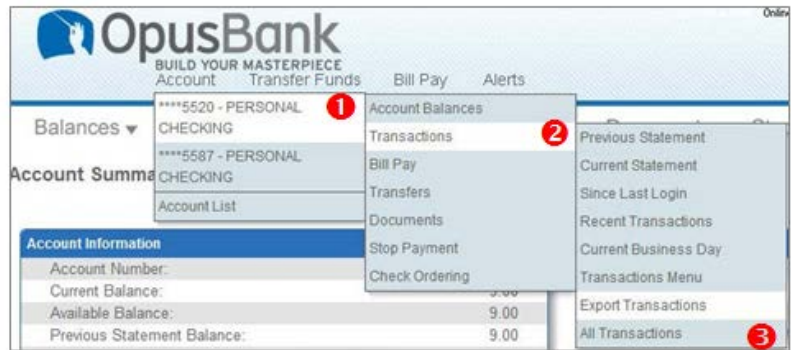 Online
OpusBank
BUILD YOUR MASTERPIECE
Account Transfer Funds Bill Pay Alerts
****5520 - PERSONAL
CHECKING
1
****5587 - PERSONAL
CHECKING
Account List
Account Balances
Transactions
2
Bill Pay
Transfers
Documents
Stop Payment
Check Ordering
Previous Statement
Current Statement
Since Last Login
Recent Transactions
Current Business Day
Transactions Menu
Export Transactions
All Transactions
3
Balances
Account Summa
Account Information
Account Number:
Current Balance: 9.00
Available Balance: 9.00
Previous Statement Balance: 9.00